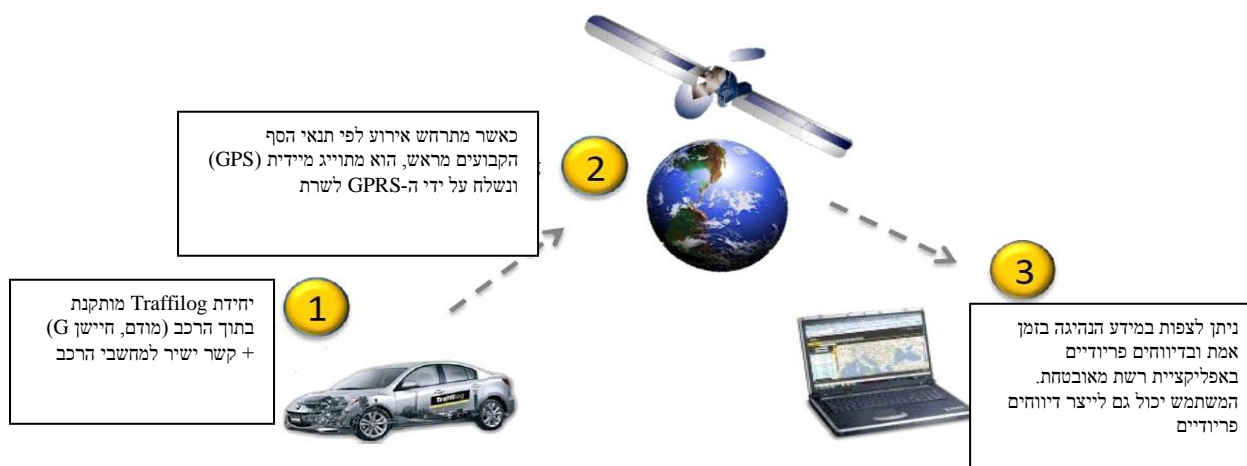 1
יחידת Traffilog מותקנת
בתוך הרכב (מודם, חיישן G)
+ קשר ישיר למחשבי הרכב
Traffilog
2
כאשר מתרחש אירוע לפי תנאי הסף
הקבועים מראש, הוא מתוייג מיידית (GPS)
ונשלח על ידי ה-GPRS לשרת
3
ניתן לצפות במידע הנהיגה בזמן
אמת ובדיווחים פריודיים
באפליקציית רשת מאובטחת.
המשתמש יכול גם לייצר דיווחים
פריודיים